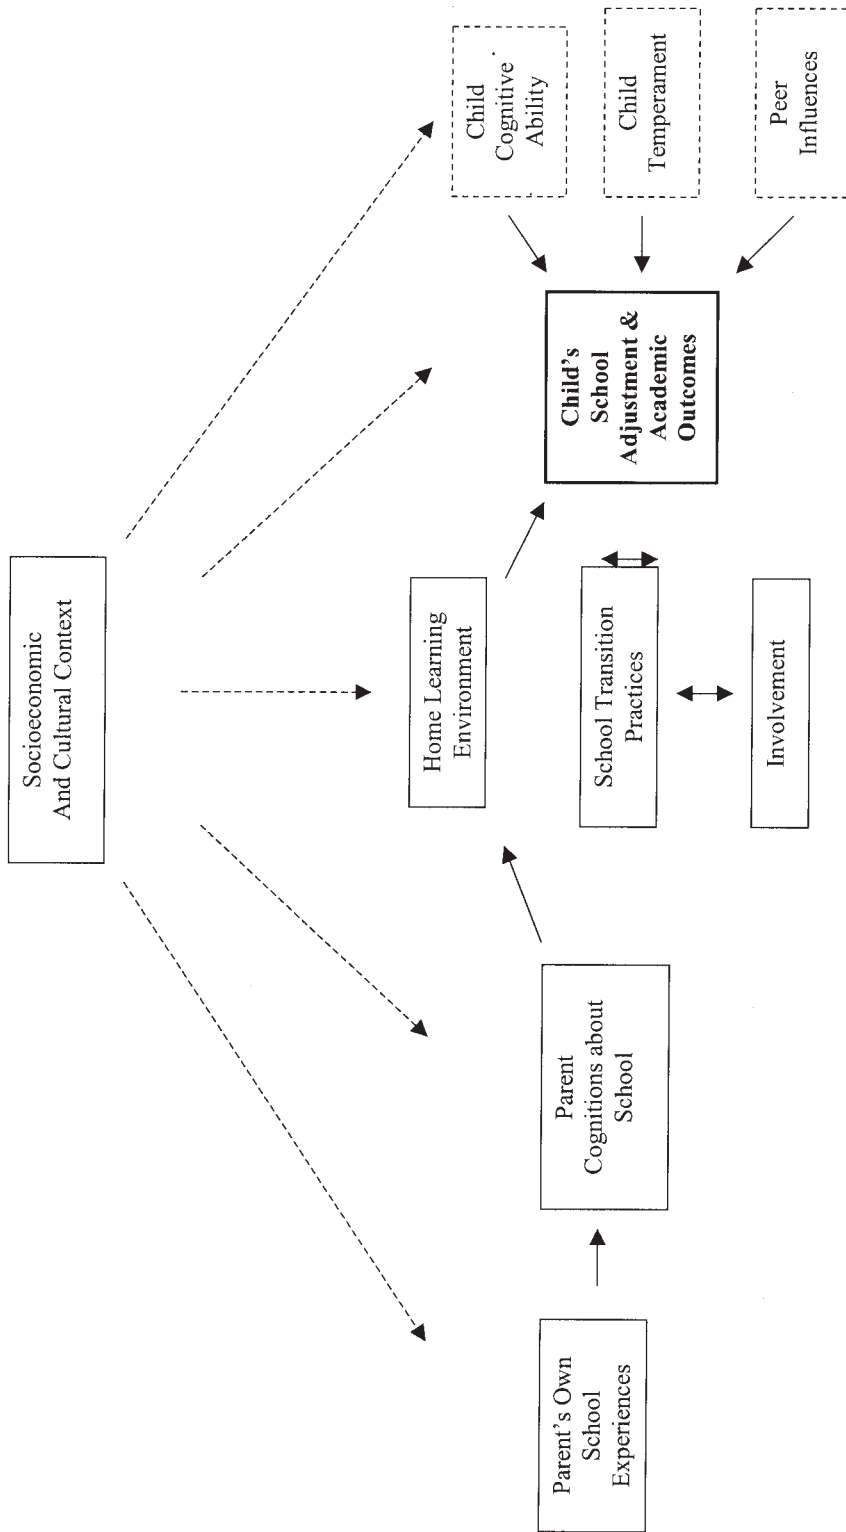 Socioeconomic
And Cultural Context
Parent's Own
School
Experiences
Parent
Cognitions about
School
Home Learning
Environment
School Transition
Practices
Involvement
Child's
School
Adjustment &
Academic
Outcomes
Child
Cognitive
Ability
Child
Temperament
Peer
Influences